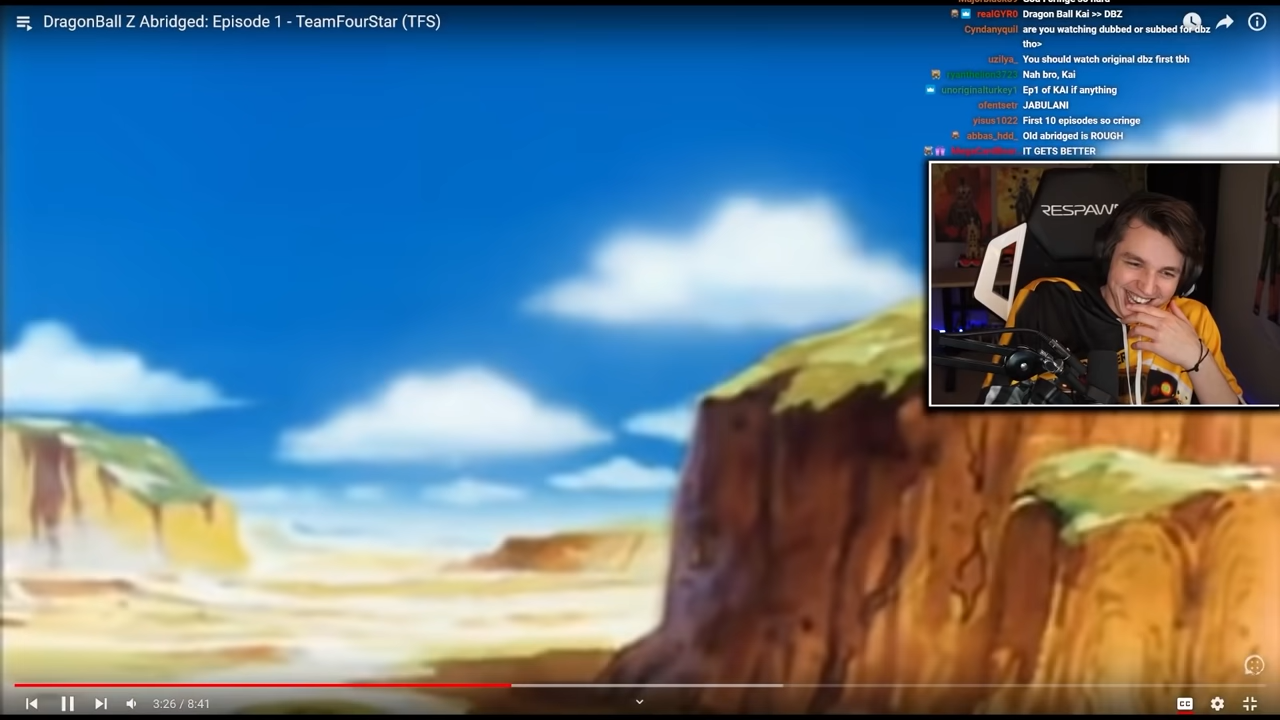 DragonBall Z Abridged: Episode 1 - TeamFourStar (TFS)
realGYR0 Dragon Ball Kai >> DBZ
Cyndanyquil are you watching dubbed or subbed for dbz
tho>
uzilya_ You should watch original dbz first tbh
Nah bro, Kai
unoriginalturkey1 Ep1 of KAI if anything
ofentsetr JABULANI
yisus1022 First 10 episodes so cringe
abbas_hdd_ Old abridged is ROUGH
IT GETS BETTER
RESPAW
3:26 / 8:41
CC